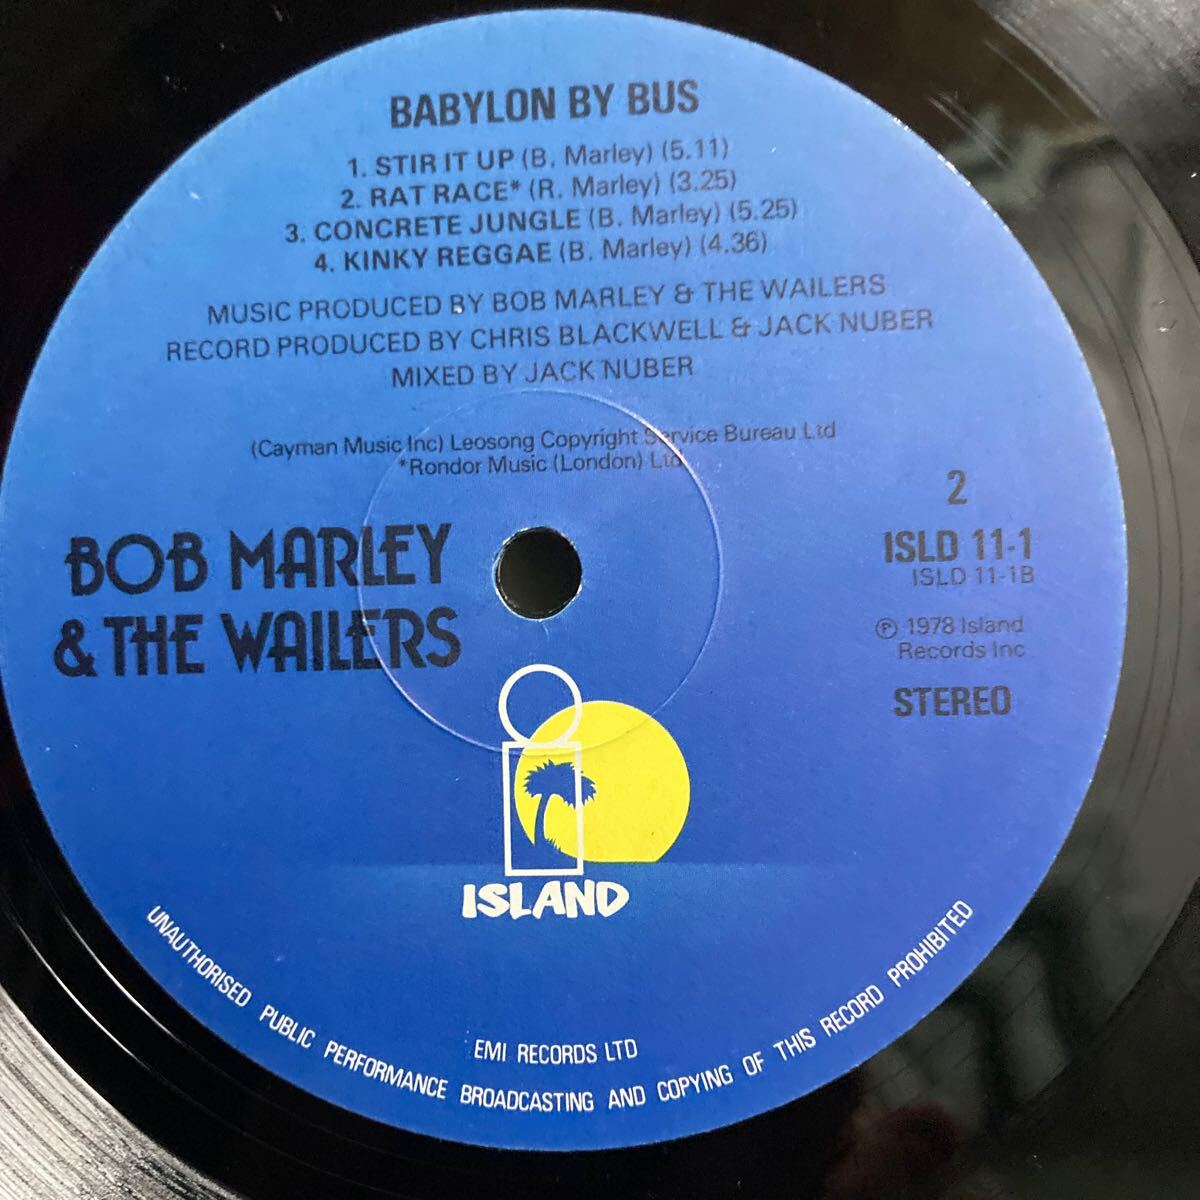 BABYLON BY BUS
1. STIR IT UP (B. Marley) (5.11)
2. RAT RACE* (R. Marley) (3.25)
3. CONCRETE JUNGLE (B. Marley) (5.25)
4. KINKY REGGAE (B. Marley) (4.36)
MUSIC PRODUCED BY BOB MARLEY & THE WAILERS
RECORD PRODUCED BY CHRIS BLACKWELL & JACK NUBER
MIXED BY JACK NUBER
(Cayman Music Inc) Leosong Copyright Service Bureau Ltd
*Rondor Music (London) Ltd
BOB MARLEY
& THE WAILERS
2
ISLD 11-1
ISLD 11-1B
℗ 1978 Island
Records Inc
STEREO
ISLAND
EMI RECORDS LTD
UNAUTHORISED PUBLIC PERFORMANCE BROADCASTING AND COPYING OF THIS RECORD PROHIBITED